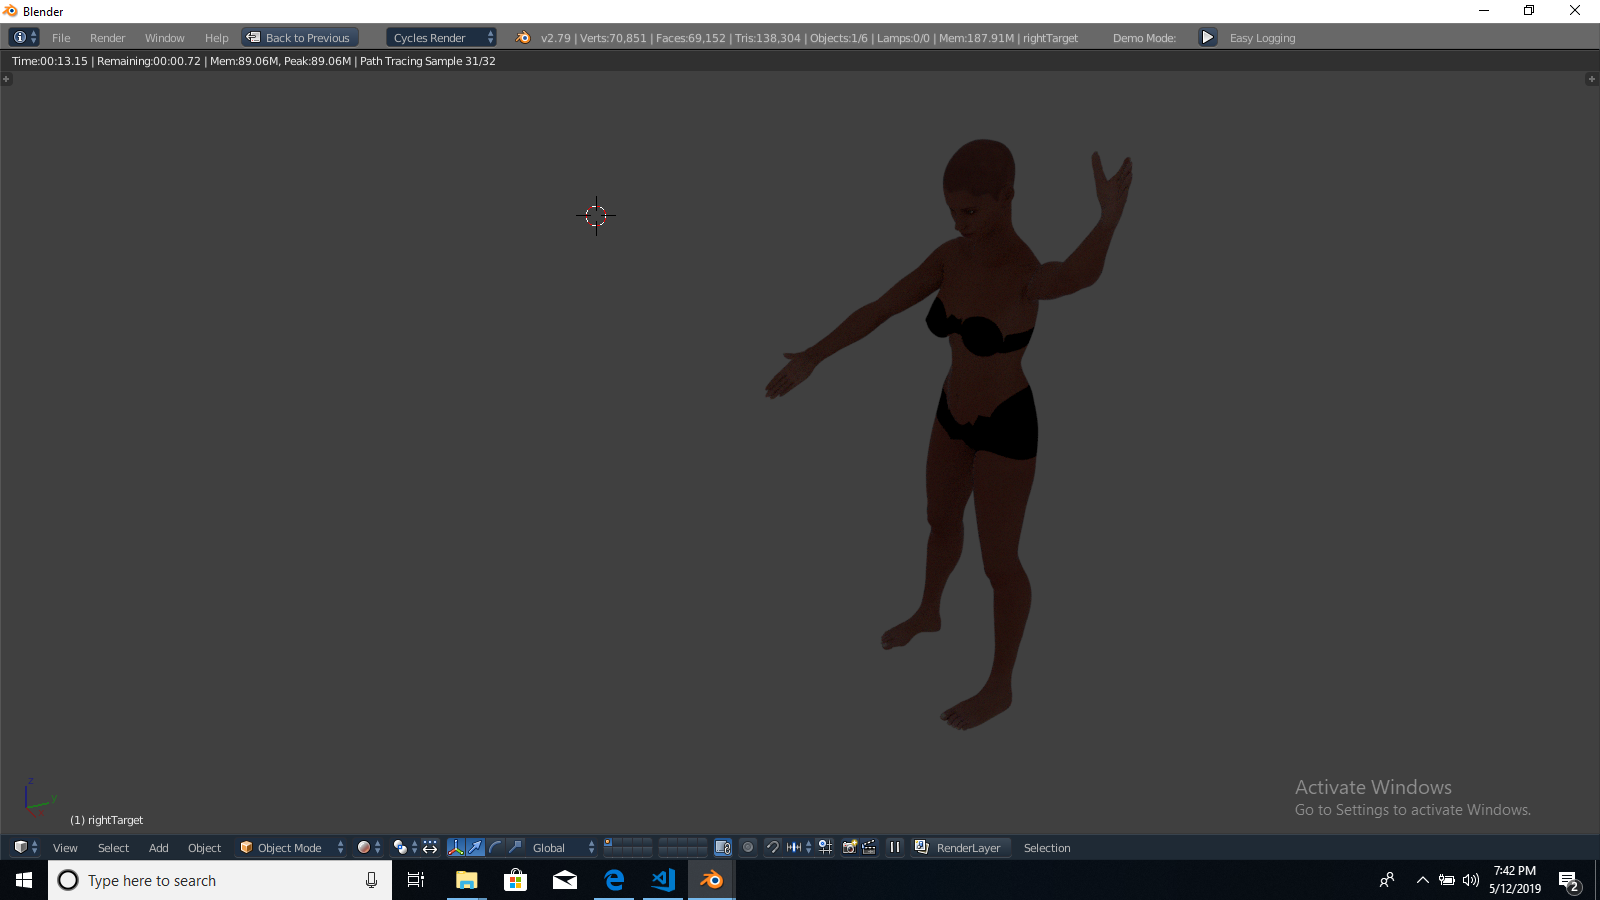 Blender
File Render Window Help Back to Previous Cycles Render v2.79 | Verts:70,851 | Faces:69,152 | Tris:138,304 | Objects:1/6 | Lamps:0/0 | Mem:187.91M | rightTarget Demo Mode: Easy Logging
Time:00:13.15 | Remaining:00:00.72 | Mem:89.06M, Peak:89.06M | Path Tracing Sample 31/32
z
y
(1) rightTarget
Activate Windows
Go to Settings to activate Windows.
View Select Add Object Object Mode Global RenderLayer Selection
Type here to search
7:42 PM
5/12/2019
2